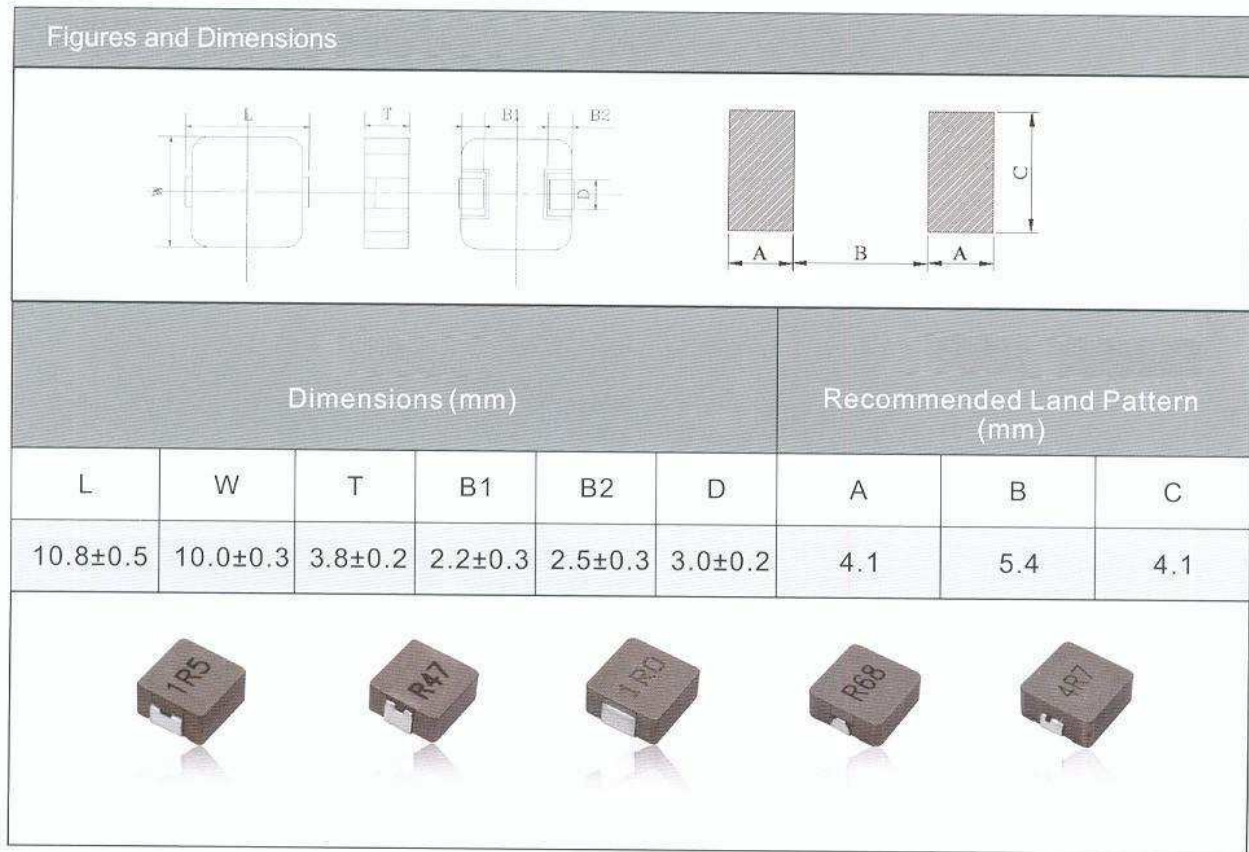 Figures and Dimensions
L T B1 B2
W D C
A B A
Dimensions (mm) Recommended Land Pattern
(mm)
L W T B1 B2 D A B C
10.8±0.5 10.0±0.3 3.8±0.2 2.2±0.3 2.5±0.3 3.0±0.2 4.1 5.4 4.1
1R5 R47 1R0 R68 4R7